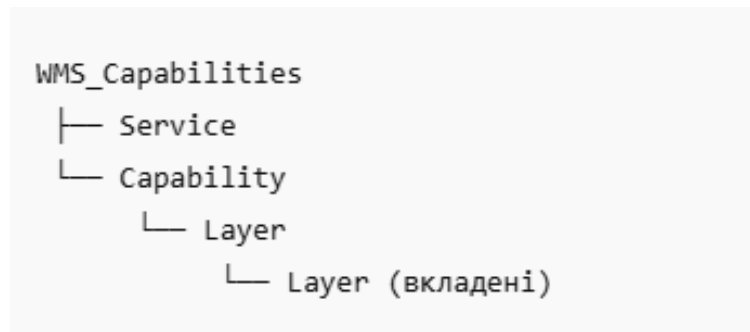 WMS_Capabilities
├── Service
└── Capability
└── Layer
└── Layer (вкладені)